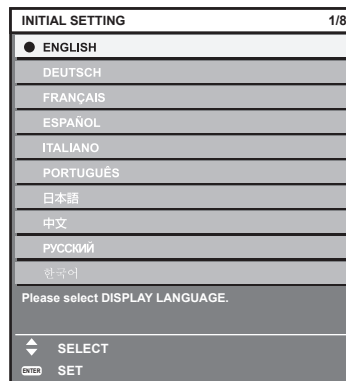 INITIAL SETTING 1/8
ENGLISH
DEUTSCH
FRANÇAIS
ESPAÑOL
ITALIANO
PORTUGUÊS
日本語
中文
РУССКИЙ
한국어
Please select DISPLAY LANGUAGE.
SELECT
ENTER SET